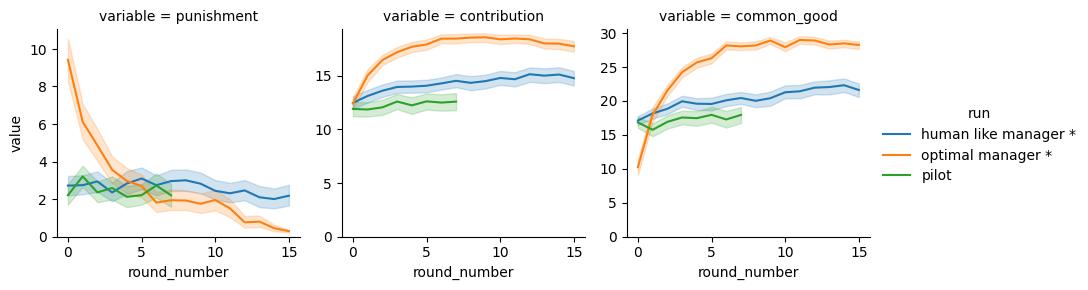 variable = punishment
variable = contribution
variable = common_good
value
10
8
6
4
2
0
0
5
10
15
round_number
15
10
5
0
0
5
10
15
round_number
30
25
20
15
10
5
0
0
5
10
15
round_number
run
human like manager *
optimal manager *
pilot